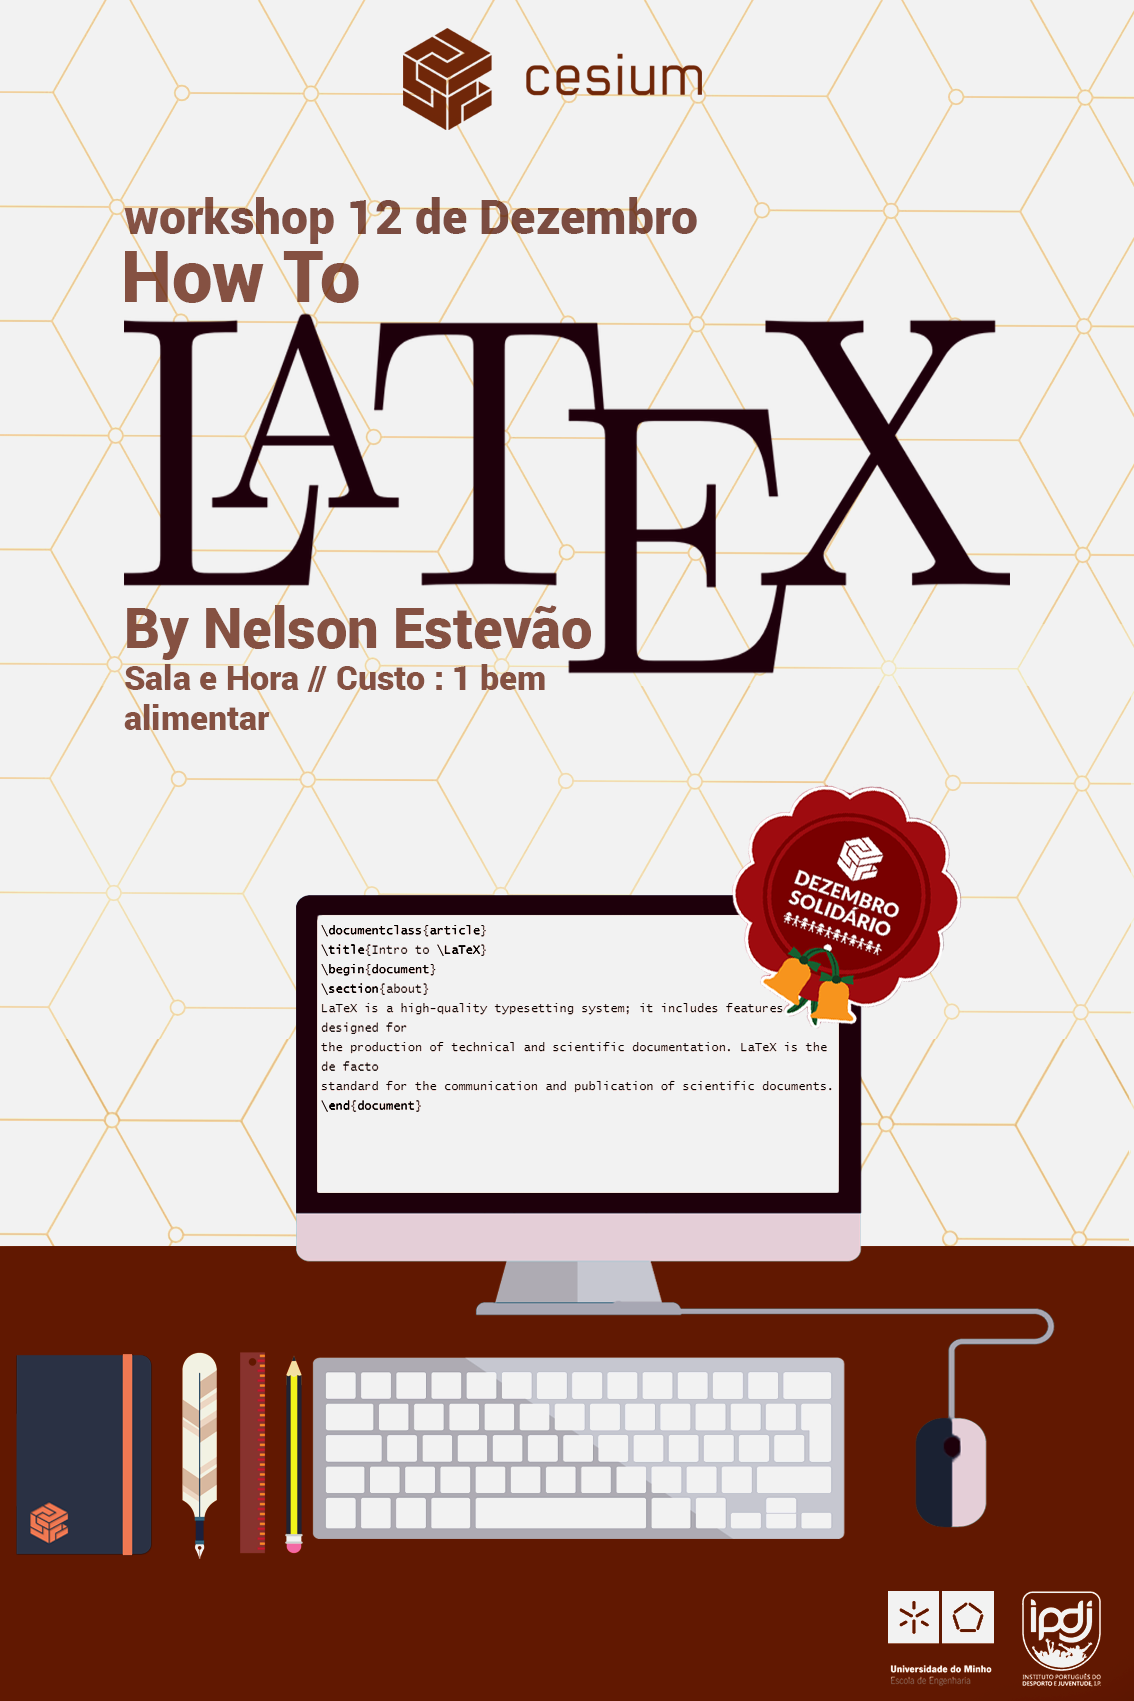 cesium
workshop 12 de Dezembro
How To
LATEX
By Nelson Estevão
Sala e Hora // Custo : 1 bem
alimentar
DEZEMBRO
SOLIDÁRIO
\documentclass{article}
\title{Intro to \LaTeX}
\begin{document}
\section{about}
LaTeX is a high-quality typesetting system; it includes features
designed for
the production of technical and scientific documentation. LaTeX is the
de facto
standard for the communication and publication of scientific documents.
\end{document}
Universidade do Minho
Escola de Engenharia
ipdj
INSTITUTO PORTUGUÊS DO
DESPORTO E JUVENTUDE, I.P.